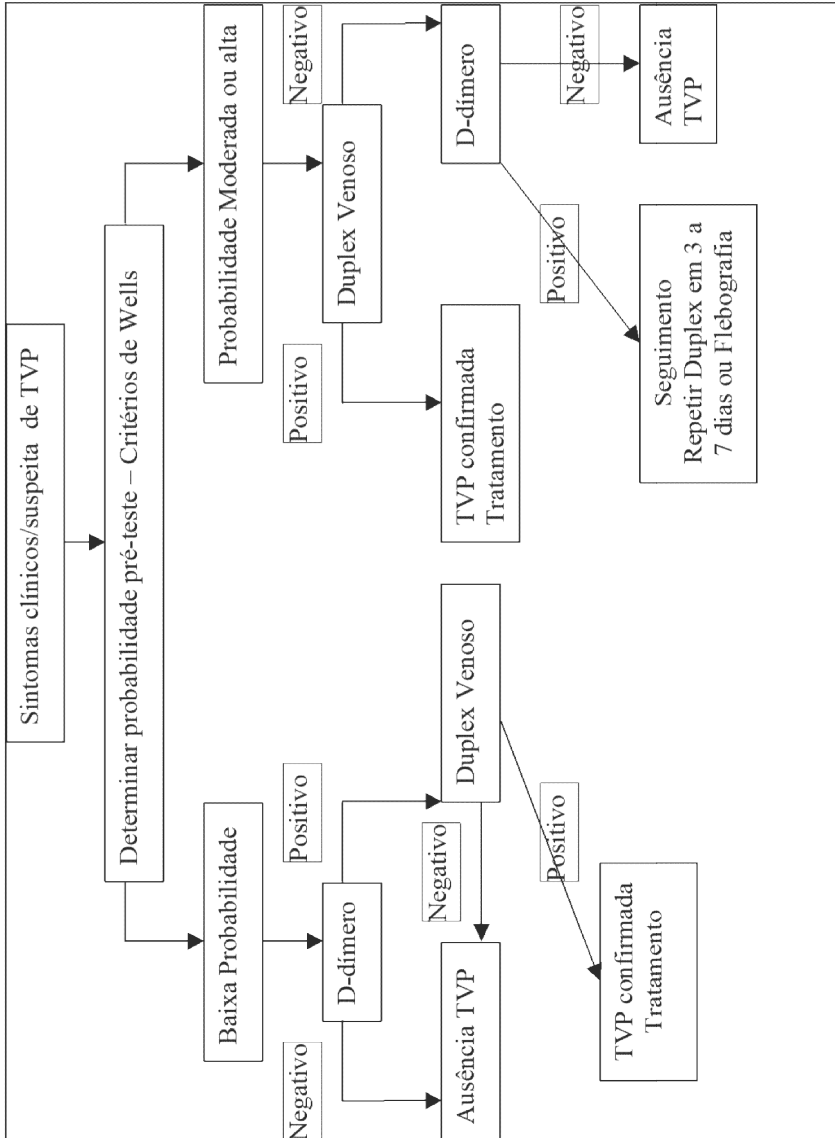 Sintomas clínicos/suspeita de TVP
Determinar probabilidade pré-teste – Critérios de Wells
Baixa Probabilidade
Probabilidade Moderada ou alta
Negativo
D-dímero
Positivo
Positivo
Duplex Venoso
Negativo
Ausência TVP
Negativo
Duplex Venoso
TVP confirmada
Tratamento
D-dímero
Positivo
Positivo
Negativo
TVP confirmada
Tratamento
Seguimento
Repetir Duplex em 3 a
7 dias ou Flebografia
Ausência
TVP